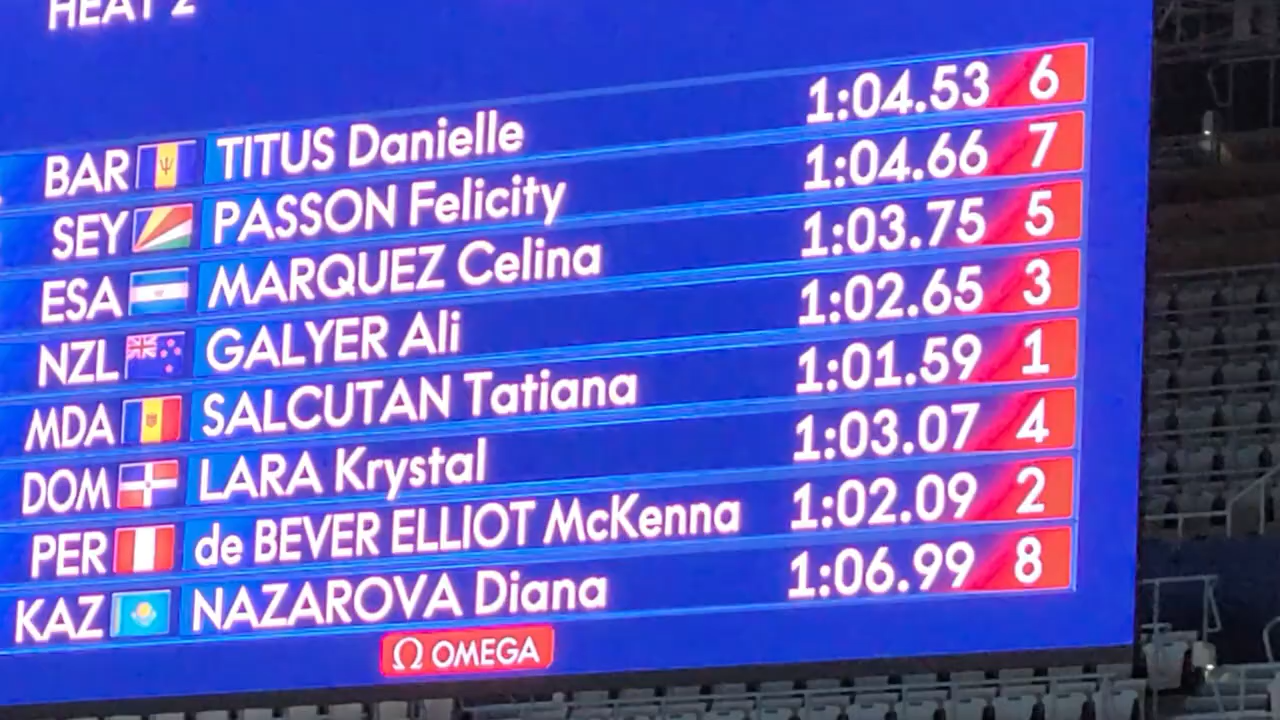 HEAT 2
BAR TITUS Danielle 1:04.53 6
SEY PASSON Felicity 1:04.66 7
ESA MARQUEZ Celina 1:03.75 5
NZL GALYER Ali 1:02.65 3
MDA SALCUTAN Tatiana 1:01.59 1
DOM LARA Krystal 1:03.07 4
PER de BEVER ELLIOT McKenna 1:02.09 2
KAZ NAZAROVA Diana 1:06.99 8
Ω OMEGA